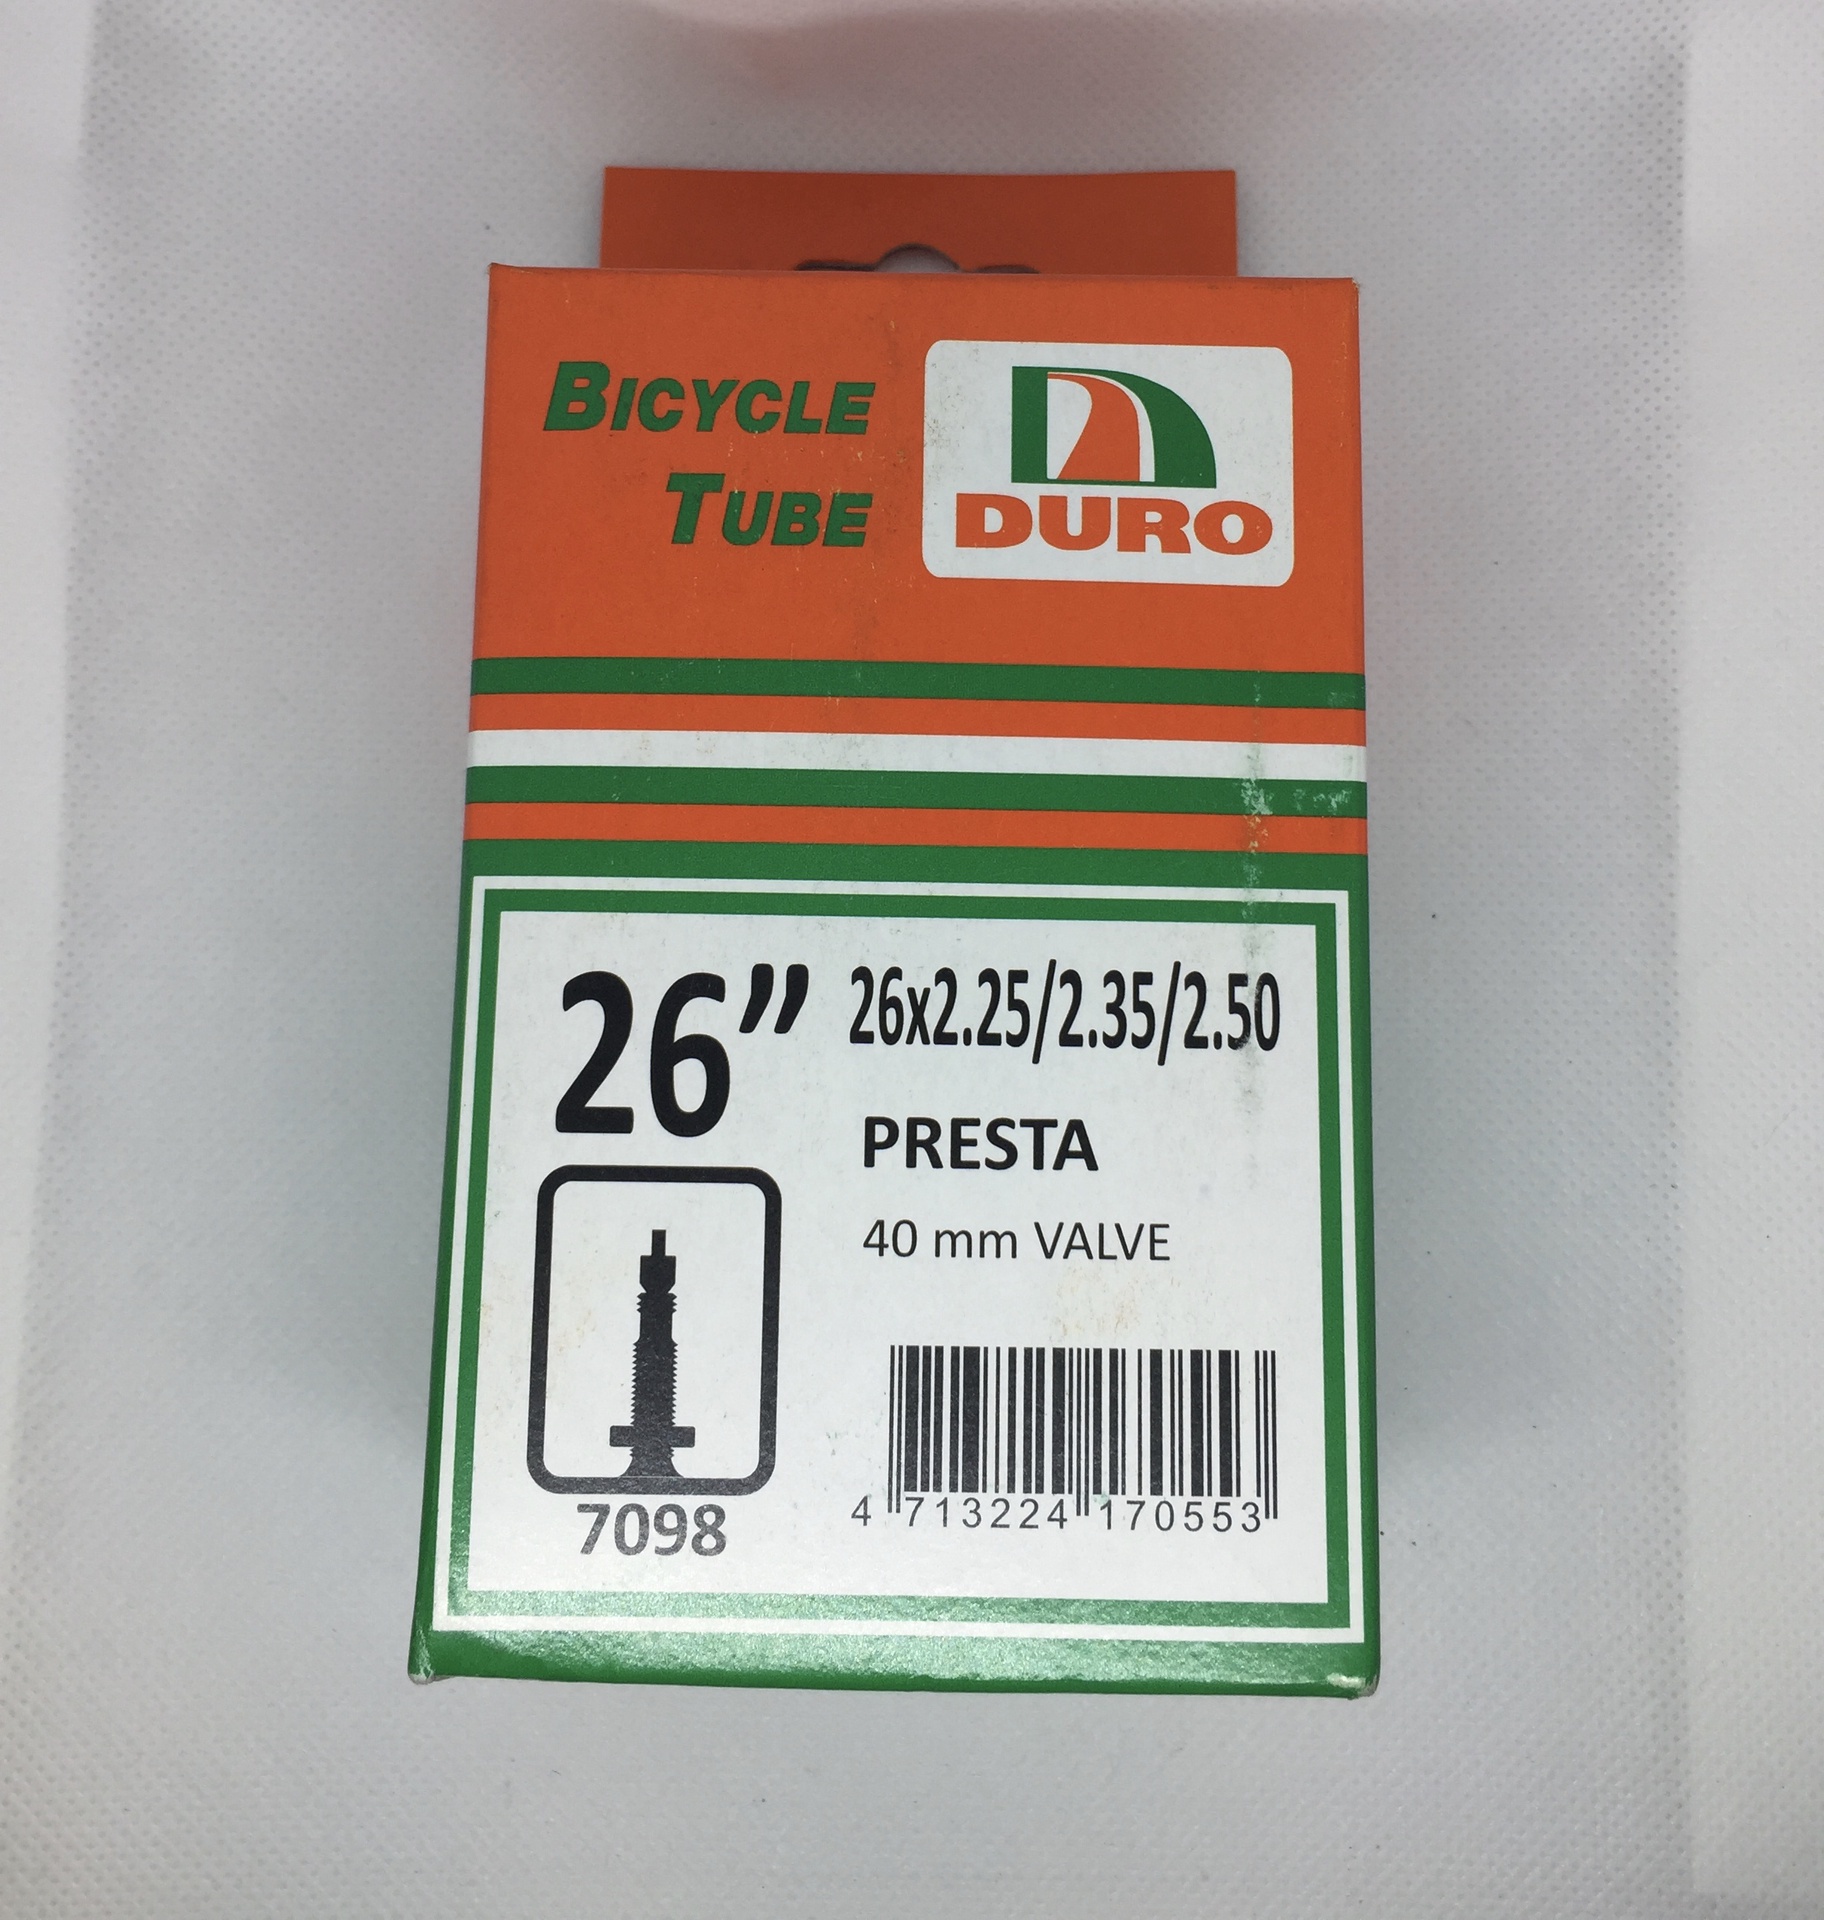 BICYCLE
TUBE
DURO
26”
26x2.25/2.35/2.50
PRESTA
40 mm VALVE
7098
4 713224 170553